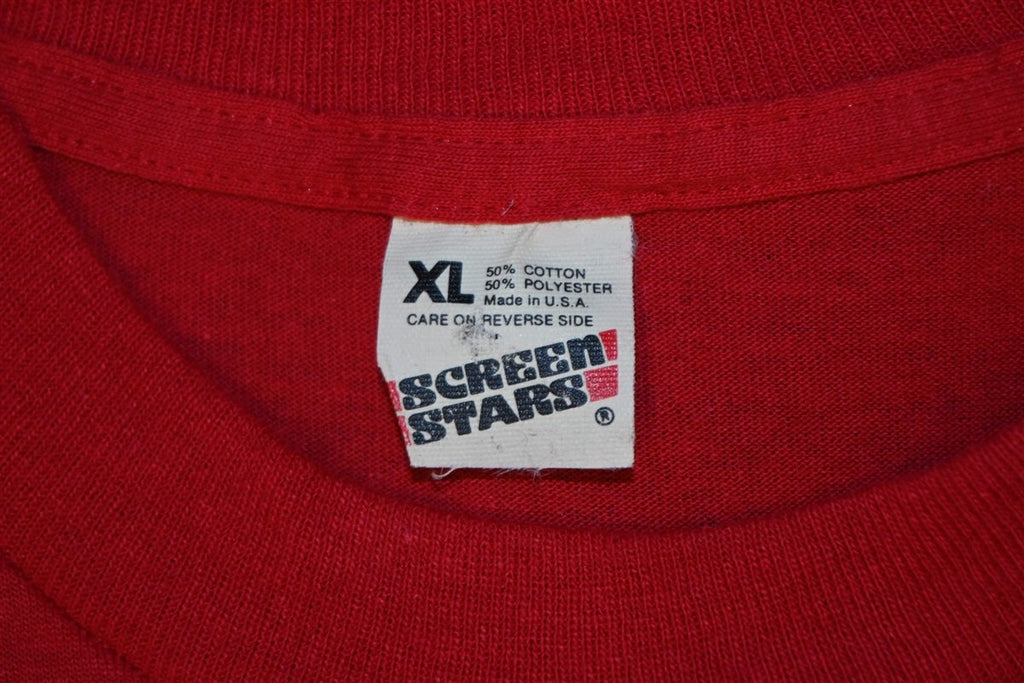 XL
50% COTTON
50% POLYESTER
Made in U.S.A.
CARE ON REVERSE SIDE
SCREEN
STARS
®